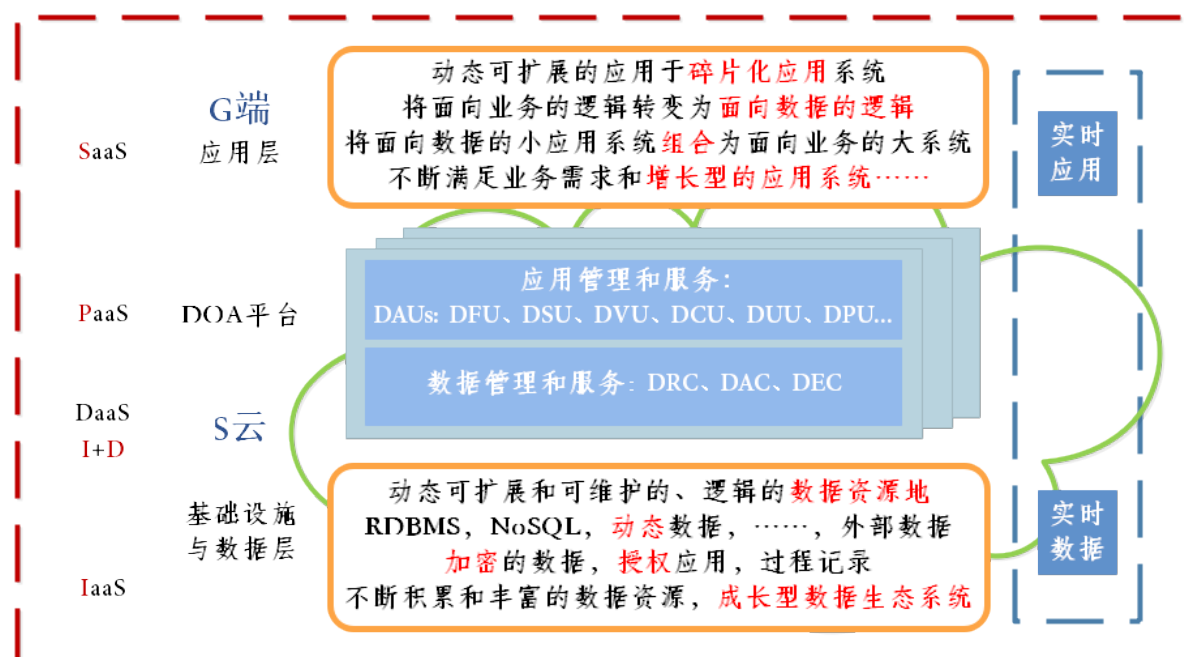 动态可扩展的应用于碎片化应用系统
将面向业务的逻辑转变为面向数据的逻辑
将面向数据的小应用系统组合为面向业务的大系统
不断满足业务需求和增长型的应用系统……
G端
应用层
SaaS
实时
应用
应用管理和服务：
DAUs: DFU、DSU、DVU、DCU、DUU、DPU...
PaaS
DOA平台
数据管理和服务：DRC、DAC、DEC
DaaS
I+D
S云
基础设施
与数据层
IaaS
动态可扩展和可维护的、逻辑的数据资源地
RDBMS，NoSQL，动态数据，……，外部数据
加密的数据，授权应用，过程记录
不断积累和丰富的数据资源，成长型数据生态系统
实时
数据